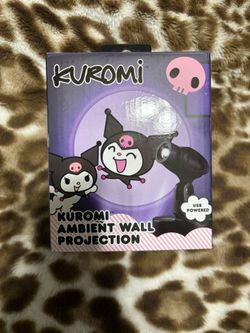 KUROMi
USB
POWERED
KUROMI
AMBIENT WALL
PROJECTION